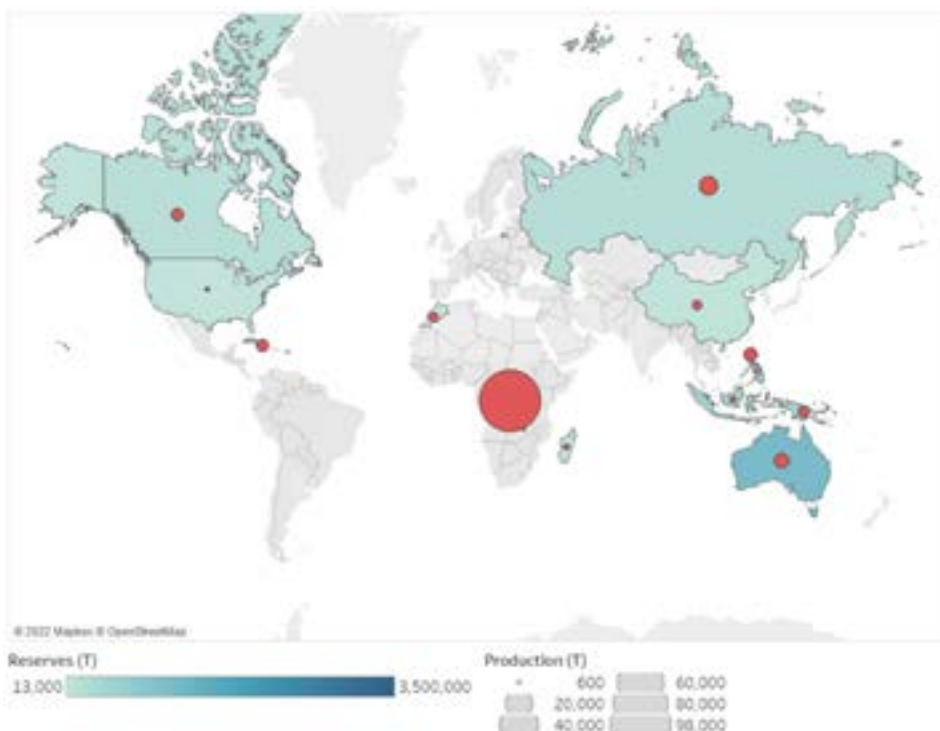 © 2022 Mapbox © OpenStreetMap
Reserves (T)
13,000 3,500,000
Production (T)
600 60,000
20,000 80,000
40,000 98,000